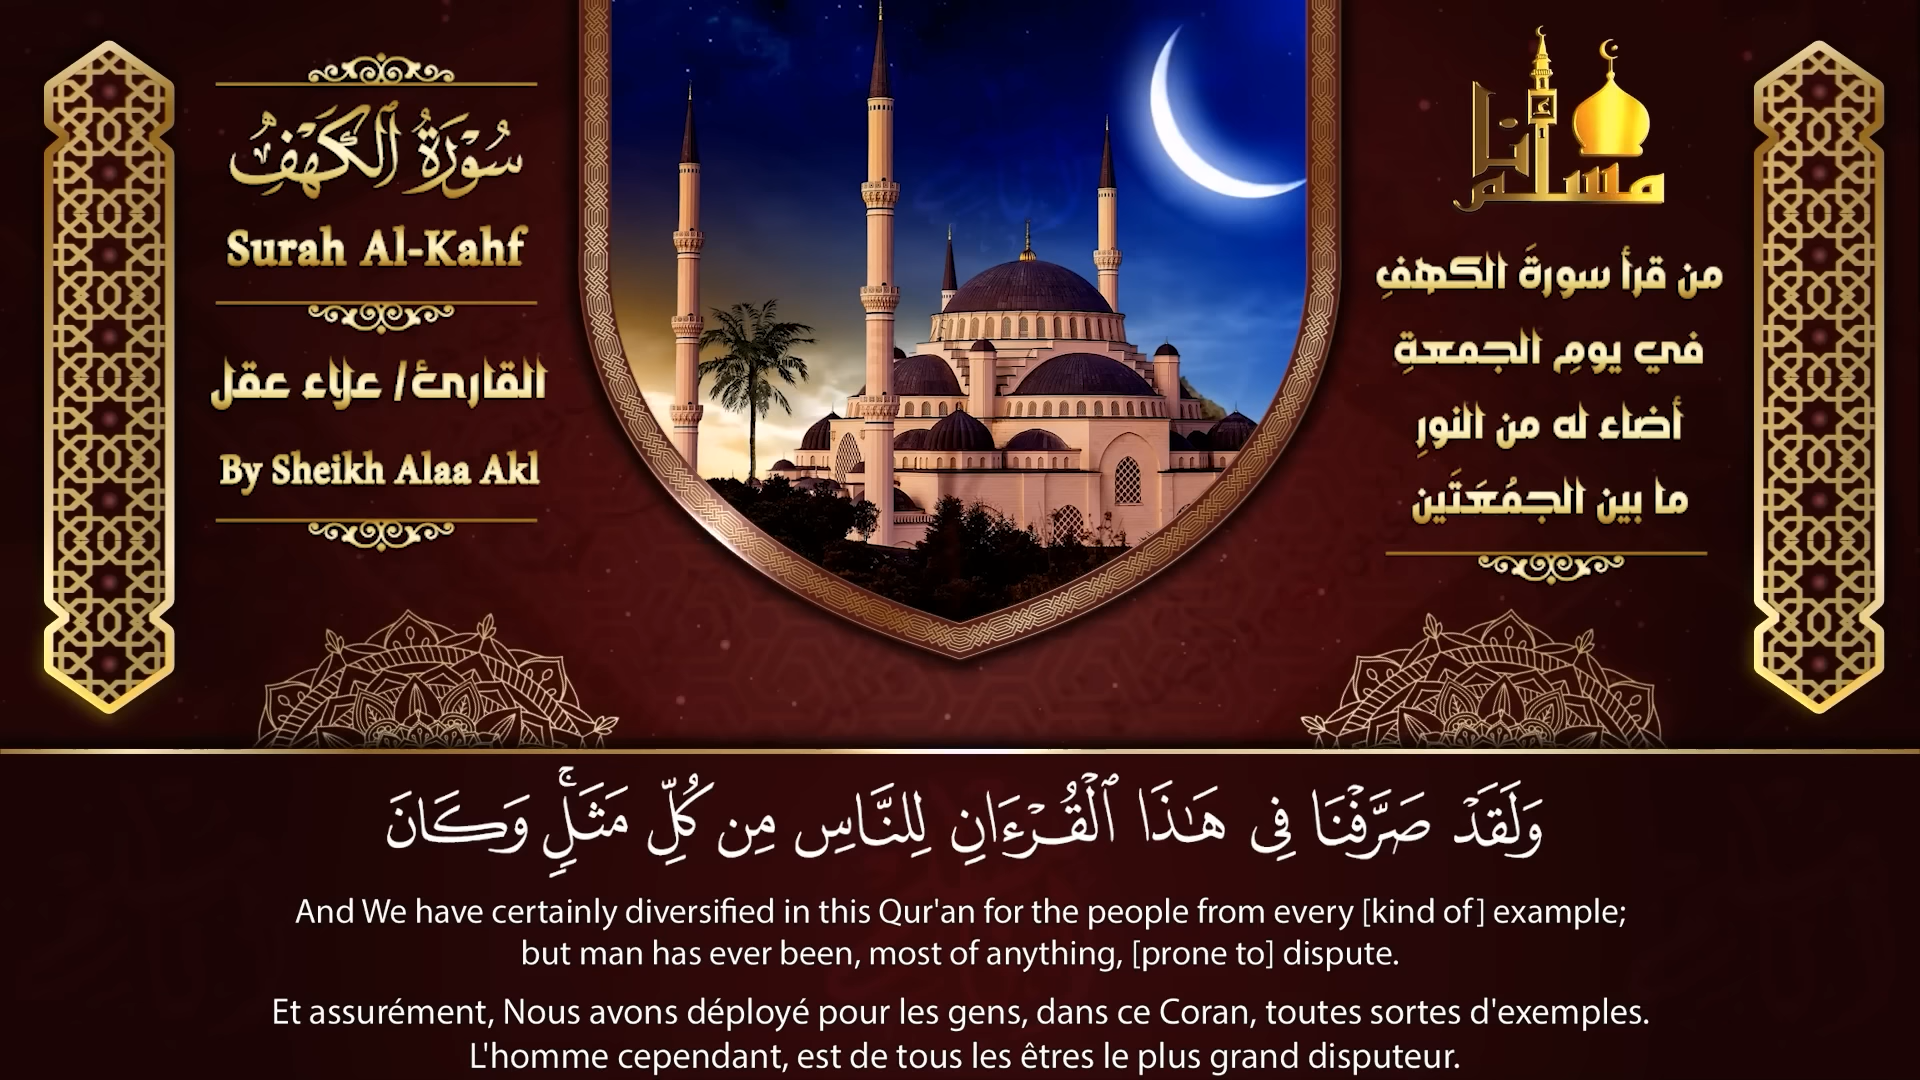 سُورَةُ الكَهْفِ
Surah Al-Kahf
القارئ/ علاء عقل
By Sheikh Alaa Akl
أنا
مسلم
من قرأ سورةَ الكهفِ
في يومِ الجمعةِ
أضاء له من النورِ
ما بين الجمُعَتَين
وَلَقَدْ صَرَّفْنَا فِى هَٰذَا ٱلْقُرْءَانِ لِلنَّاسِ مِن كُلِّ مَثَلٍۚ وَكَانَ
And We have certainly diversified in this Qur'an for the people from every [kind of] example;
but man has ever been, most of anything, [prone to] dispute.
Et assurément, Nous avons déployé pour les gens, dans ce Coran, toutes sortes d'exemples.
L'homme cependant, est de tous les êtres le plus grand disputeur.